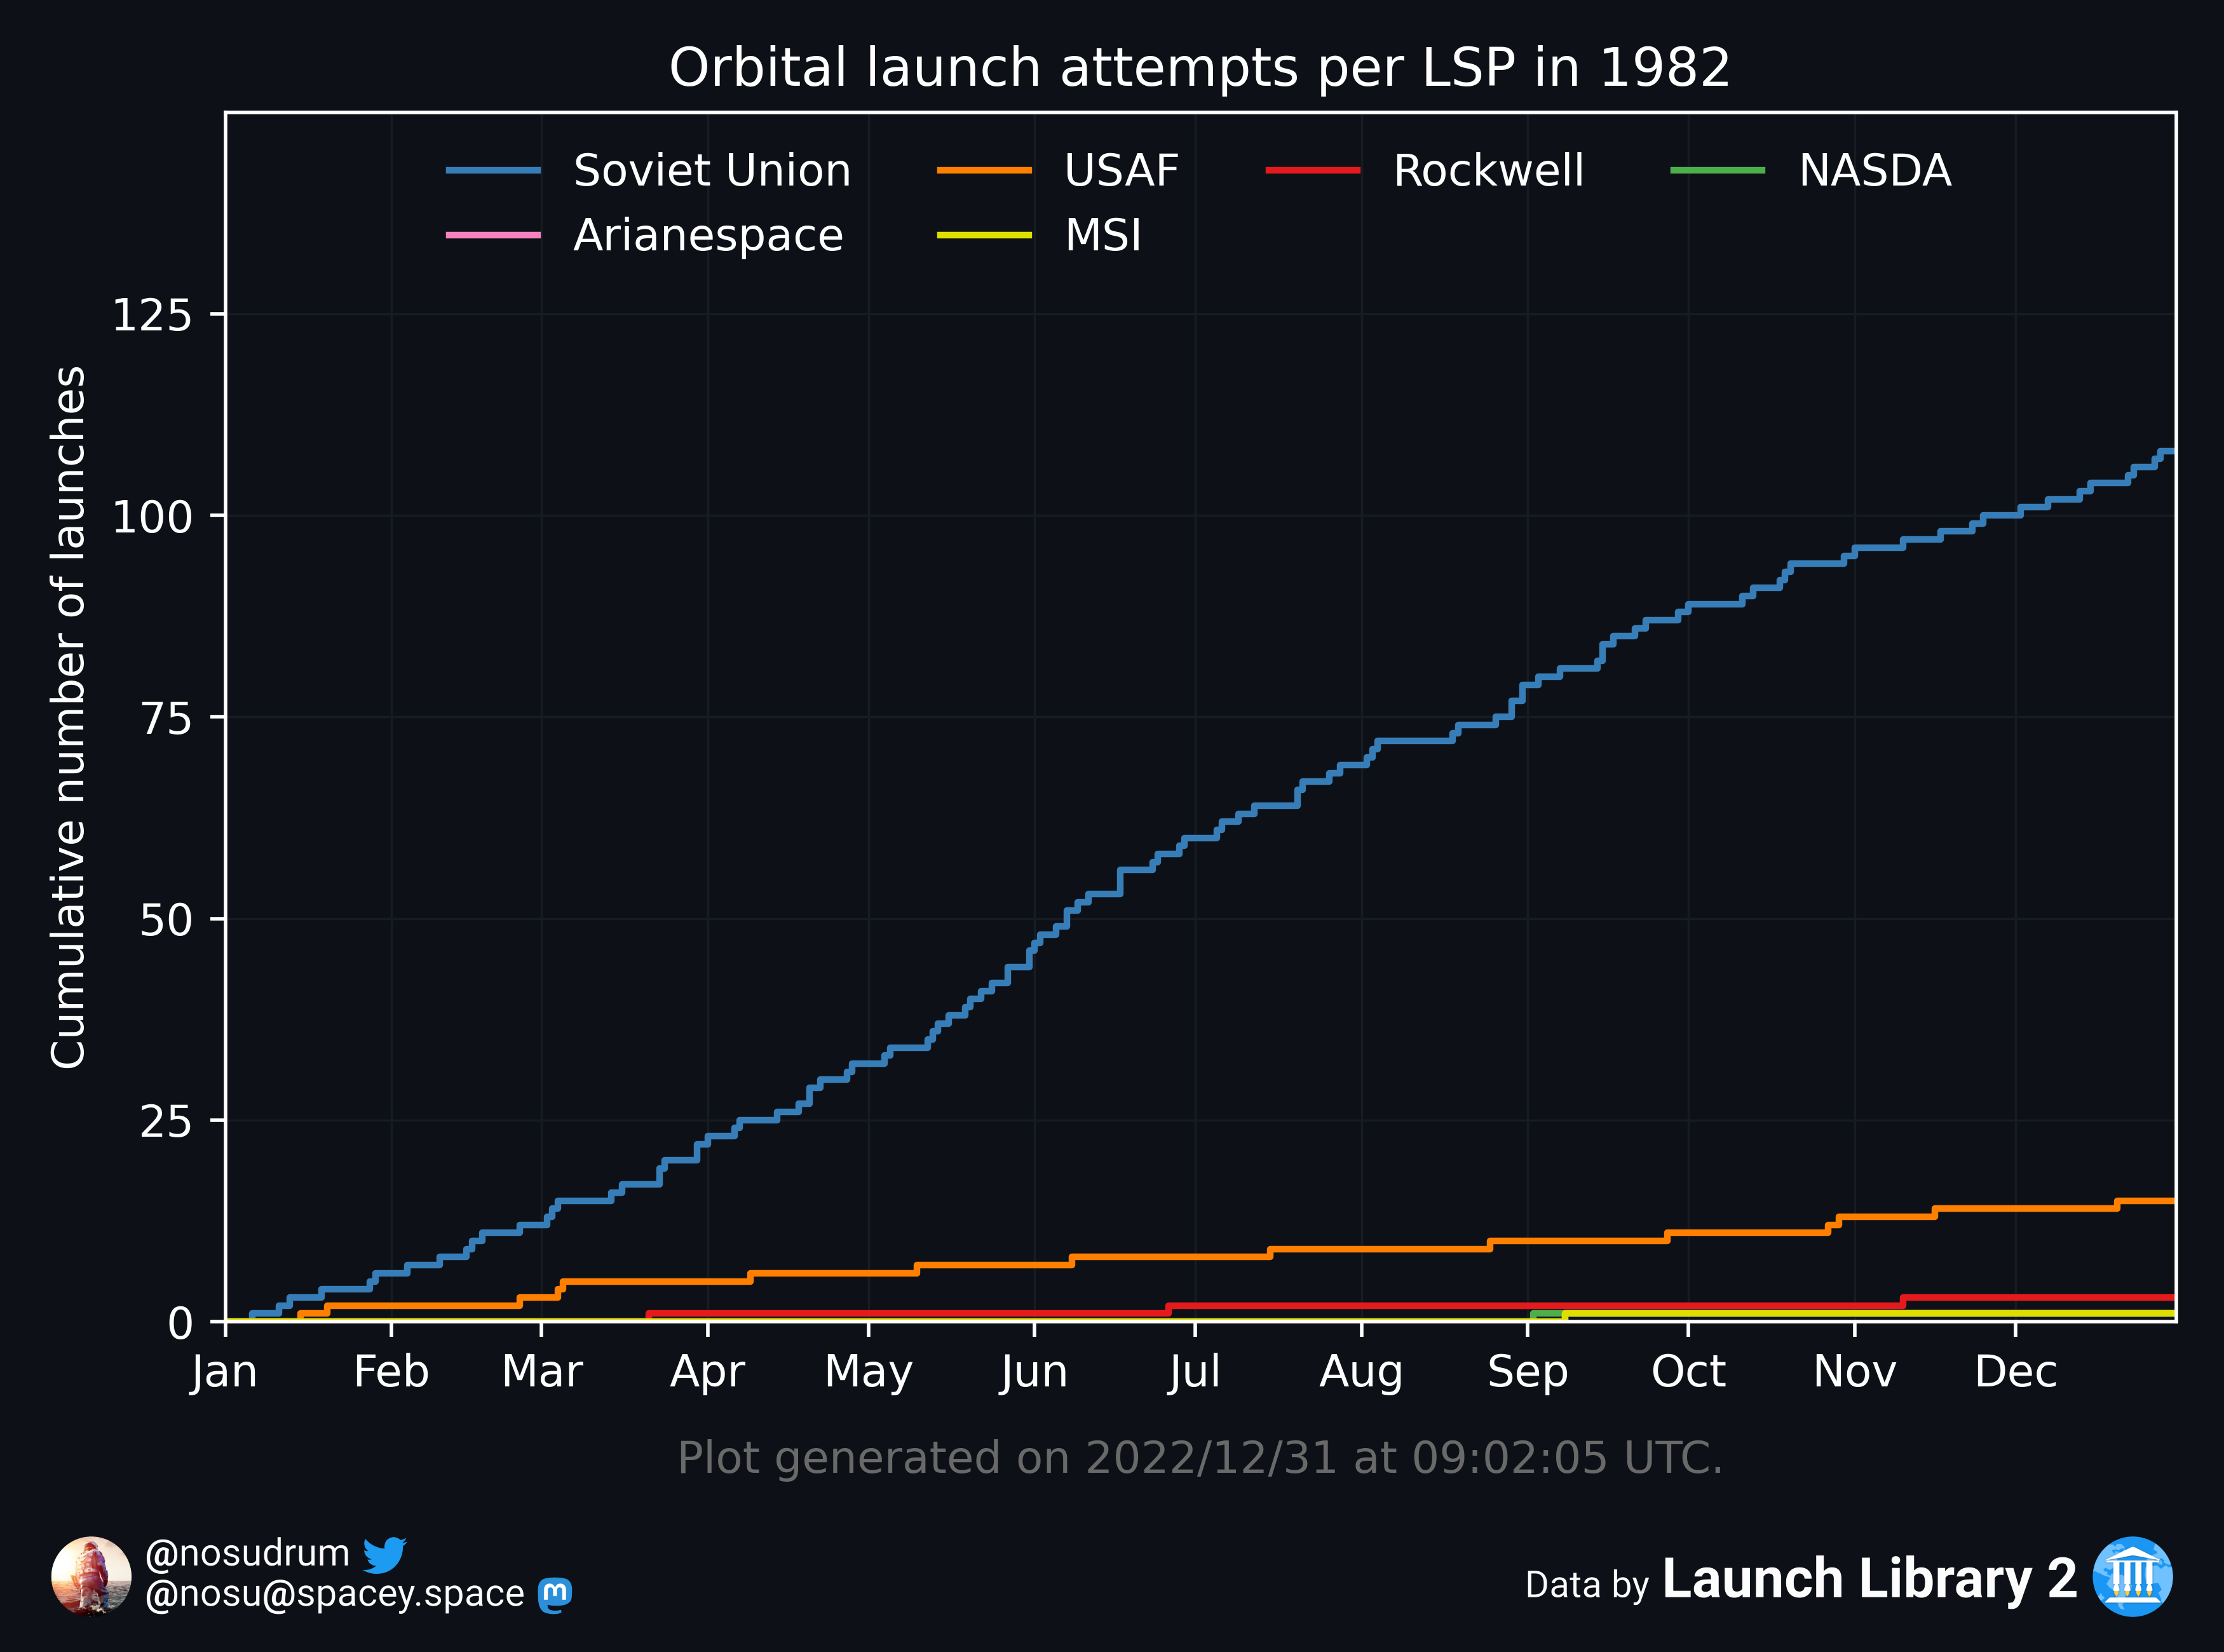 Orbital launch attempts per LSP in 1982
Soviet Union USAF Rockwell NASDA
Arianespace MSI
125
100
75
50
25
0
Cumulative number of launches
Jan Feb Mar Apr May Jun Jul Aug Sep Oct Nov Dec
Plot generated on 2022/12/31 at 09:02:05 UTC.
@nosudrum
@nosu@spacey.space
Data by Launch Library 2